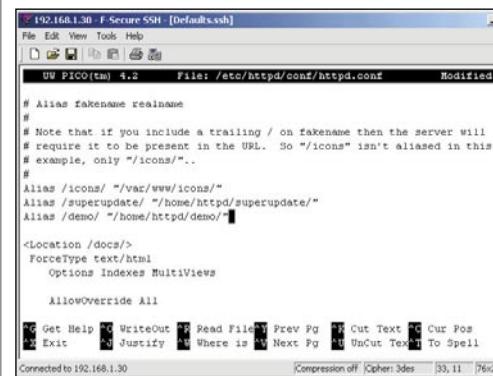 192.168.1.30 - F-Secure SSH - [Defaults.ssh]
File Edit View Tools Help
UW PICO(tm) 4.2 File: /etc/httpd/conf/httpd.conf Modified
# Alias fakename realname
#
# Note that if you include a trailing / on fakename then the server will
# require it to be present in the URL. So "/icons" isn't aliased in this
# example, only "/icons/"..
#
Alias /icons/ "/var/www/icons/"
Alias /superupdate/ "/home/httpd/superupdate/"
Alias /demo/ "/home/httpd/demo/"
<Location /docs/>
ForceType text/html
Options Indexes MultiViews
AllowOverride All
^G Get Help ^O WriteOut ^R Read File ^Y Prev Pg ^K Cut Text ^C Cur Pos
^X Exit ^J Justify ^W Where is ^V Next Pg ^U UnCut Tex ^T To Spell
Connected to 192.168.1.30 Compression off Cipher: 3des 33, 11